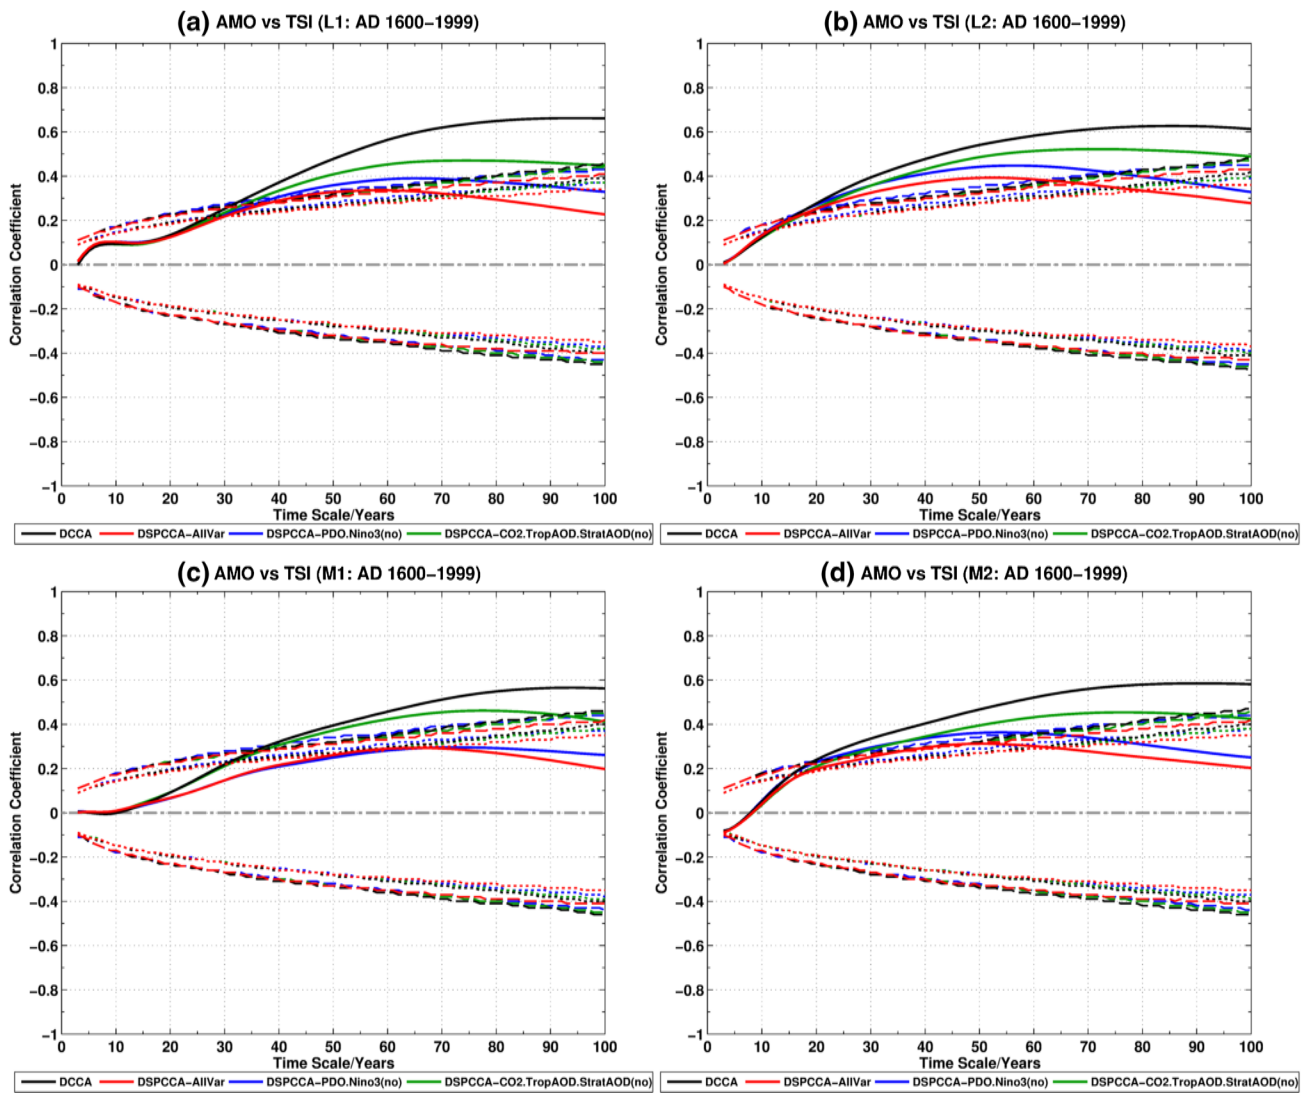 (a) AMO vs TSI (L1: AD 1600−1999)
1
0.8
0.6
0.4
0.2
0
−0.2
−0.4
−0.6
−0.8
−1
Correlation Coefficient
0 10 20 30 40 50 60 70 80 90 100
Time Scale/Years
DCCA DSPCCA−AllVar DSPCCA−PDO.Nino3(no) DSPCCA−CO2.TropAOD.StratAOD(no)
(b) AMO vs TSI (L2: AD 1600−1999)
1
0.8
0.6
0.4
0.2
0
−0.2
−0.4
−0.6
−0.8
−1
Correlation Coefficient
0 10 20 30 40 50 60 70 80 90 100
Time Scale/Years
DCCA DSPCCA−AllVar DSPCCA−PDO.Nino3(no) DSPCCA−CO2.TropAOD.StratAOD(no)
(c) AMO vs TSI (M1: AD 1600−1999)
1
0.8
0.6
0.4
0.2
0
−0.2
−0.4
−0.6
−0.8
−1
Correlation Coefficient
0 10 20 30 40 50 60 70 80 90 100
Time Scale/Years
DCCA DSPCCA−AllVar DSPCCA−PDO.Nino3(no) DSPCCA−CO2.TropAOD.StratAOD(no)
(d) AMO vs TSI (M2: AD 1600−1999)
1
0.8
0.6
0.4
0.2
0
−0.2
−0.4
−0.6
−0.8
−1
Correlation Coefficient
0 10 20 30 40 50 60 70 80 90 100
Time Scale/Years
DCCA DSPCCA−AllVar DSPCCA−PDO.Nino3(no) DSPCCA−CO2.TropAOD.StratAOD(no)